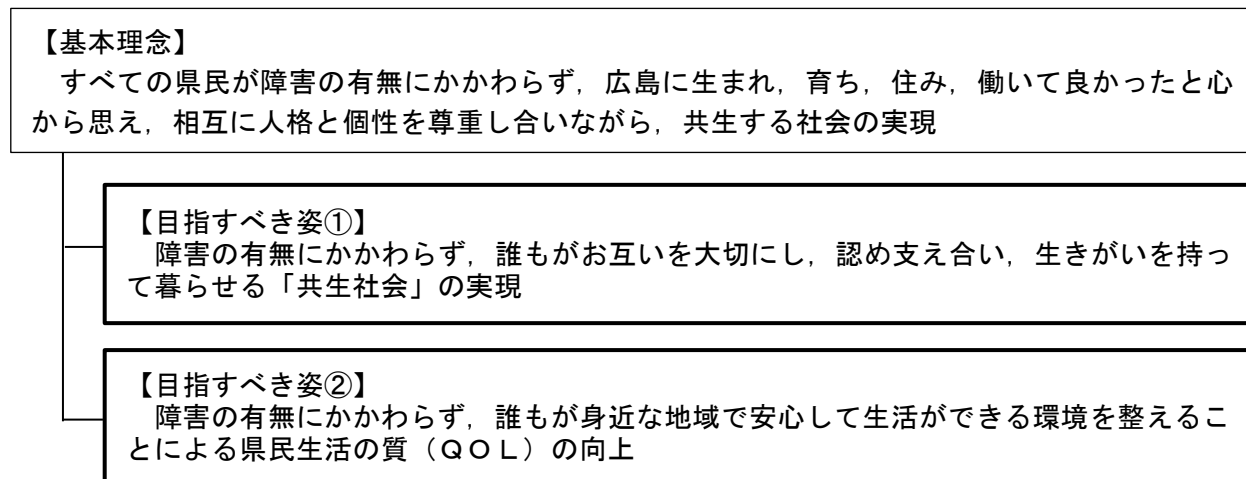 【基本理念】
　すべての県民が障害の有無にかかわらず，広島に生まれ，育ち，住み，働いて良かったと心
から思え，相互に人格と個性を尊重し合いながら，共生する社会の実現
【目指すべき姿①】
　障害の有無にかかわらず，誰もがお互いを大切にし，認め支え合い，生きがいを持っ
て暮らせる「共生社会」の実現
【目指すべき姿②】
　障害の有無にかかわらず，誰もが身近な地域で安心して生活ができる環境を整えるこ
とによる県民生活の質（ＱＯＬ）の向上